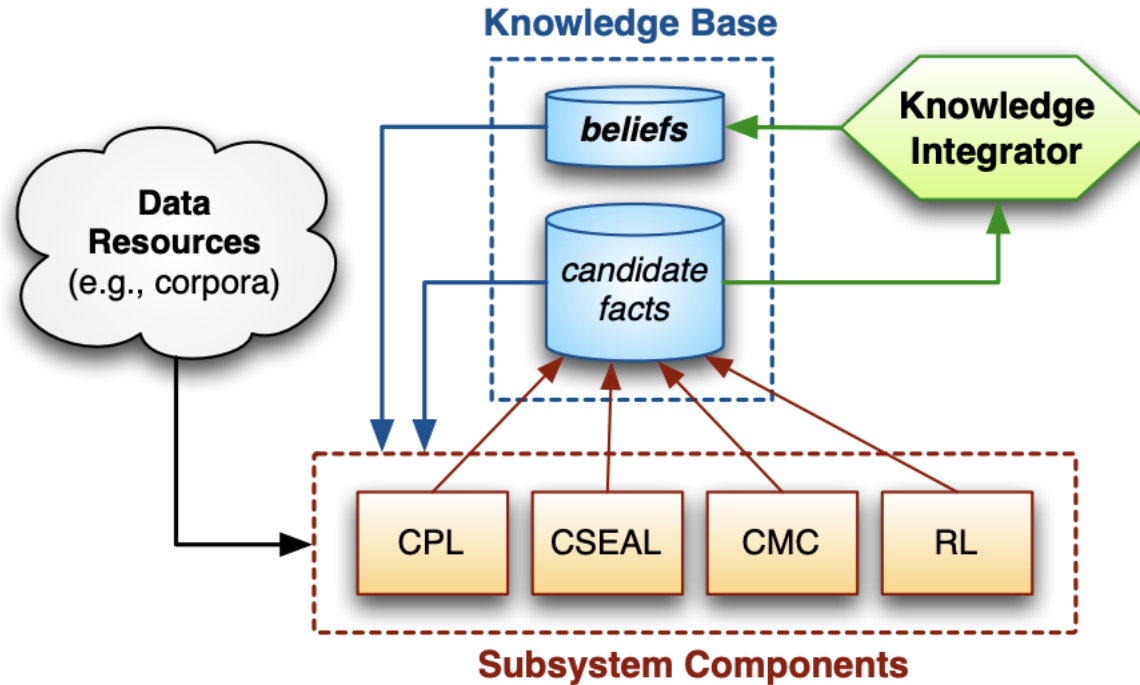 Knowledge Base
beliefs
Knowledge
Integrator
Data
Resources
(e.g., corpora)
candidate
facts
CPL
CSEAL
CMC
RL
Subsystem Components